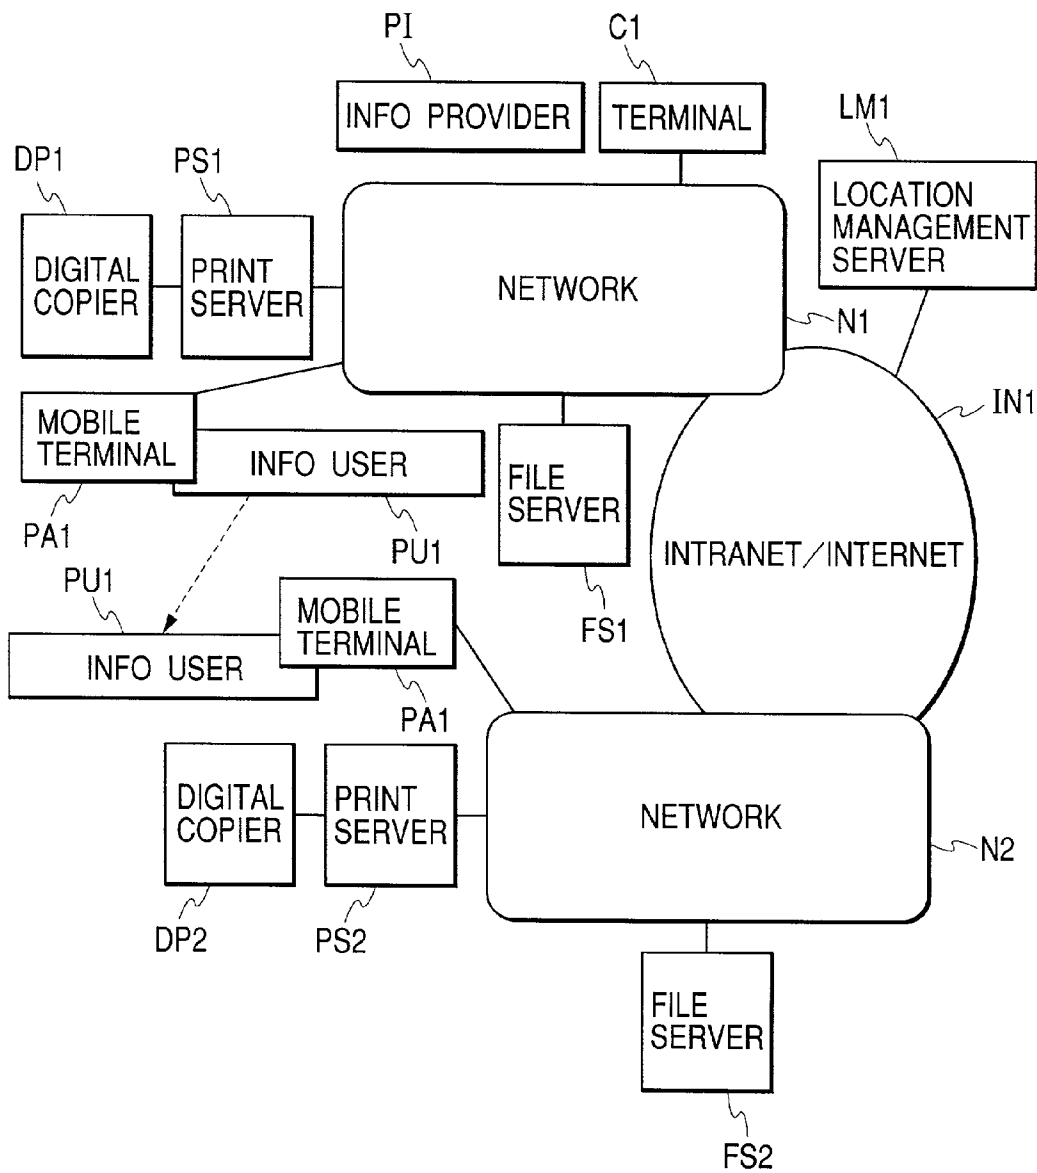 PI
C1
INFO PROVIDER
TERMINAL
LM1
DP1
PS1
LOCATION
MANAGEMENT
SERVER
DIGITAL
COPIER
PRINT
SERVER
NETWORK
N1
IN1
MOBILE
TERMINAL
INFO USER
FILE
SERVER
PA1
PU1
INTRANET/INTERNET
PU1
FS1
MOBILE
TERMINAL
INFO USER
PA1
DIGITAL
COPIER
PRINT
SERVER
NETWORK
N2
DP2
PS2
FILE
SERVER
FS2